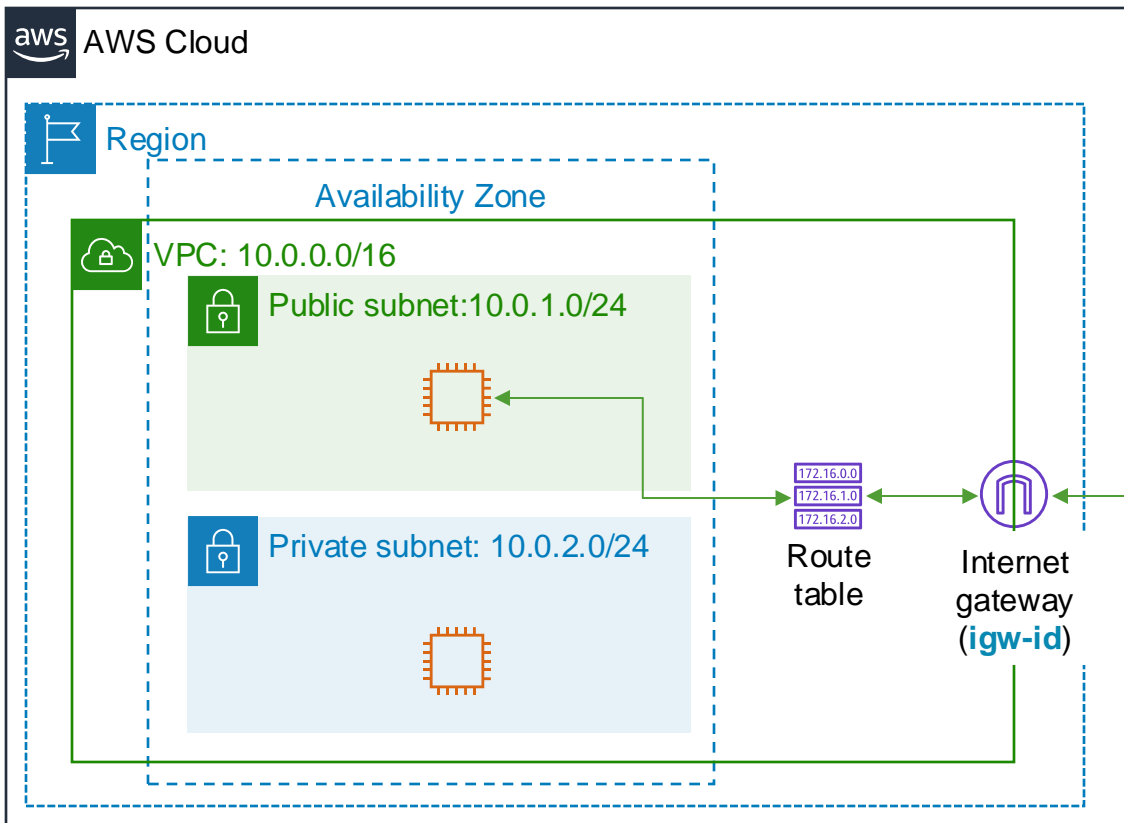 aws
AWS Cloud
Region
Availability Zone
VPC: 10.0.0.0/16
Public subnet:10.0.1.0/24
172.16.0.0
172.16.1.0
172.16.2.0
Route
table
Internet
gateway
(igw-id)
Private subnet: 10.0.2.0/24